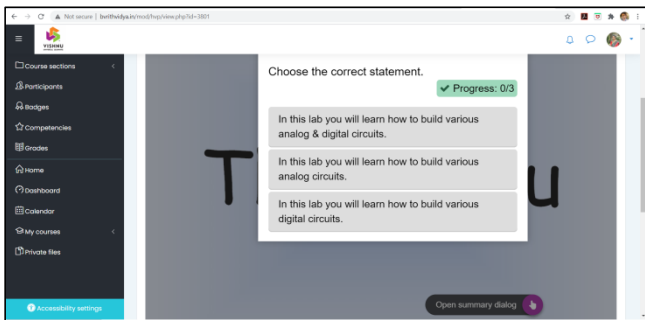 Not secure | bvrithvidya.in/mod/hvp/view.php?id=3801
VISHNU
Course sections
Participants
Badges
Competencies
Grades
Home
Dashboard
Calendar
My courses
Private files
Accessibility settings
Choose the correct statement.
Progress: 0/3
In this lab you will learn how to build various
analog & digital circuits.
In this lab you will learn how to build various
analog circuits.
In this lab you will learn how to build various
digital circuits.
Th
u
Open summary dialog